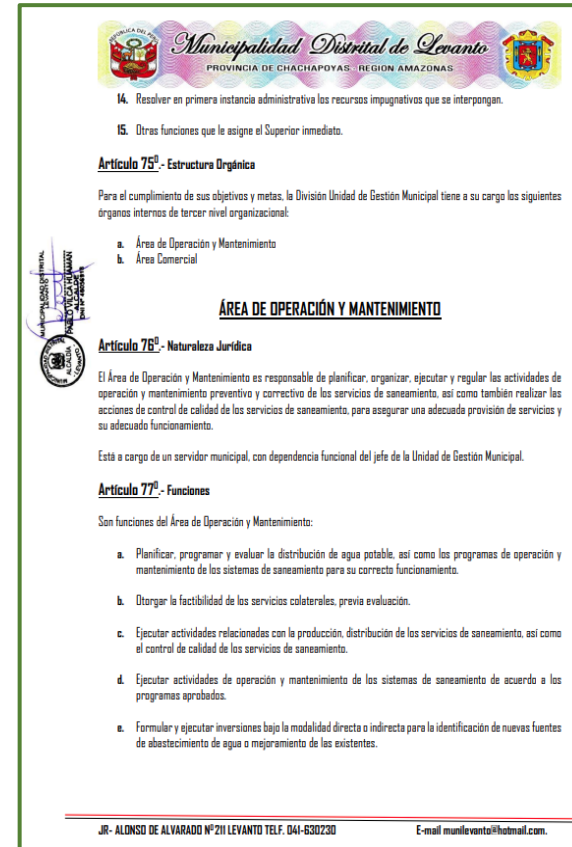 Municipalidad Distrital de Levanto
PROVINCIA DE CHACHAPOYAS REGION AMAZONAS
14. Resolver en primera instancia administrativa los recursos impugnativos que se interpongan.
15. Otras funciones que le asigne el Superior inmediato.
Artículo 75⁰.- Estructura Orgánica
Para el cumplimiento de sus objetivos y metas, la División Unidad de Gestión Municipal tiene a su cargo los siguientes
órganos internos de tercer nivel organizacional:
a. Área de Operación y Mantenimiento
b. Área Comercial
MUNICIPALIDAD DISTRITAL
LEVANTO
PABLO VILCA HUAMAN
ALCALDE
ALCALDIA
ÁREA DE OPERACIÓN Y MANTENIMIENTO
Artículo 76⁰.- Naturaleza Jurídica
El Área de Operación y Mantenimiento es responsable de planificar, organizar, ejecutar y regular las actividades de
operación y mantenimiento preventivo y correctivo de los servicios de saneamiento, así como también realizar las
acciones de control de calidad de los servicios de saneamiento, para asegurar una adecuada provisión de servicios y
su adecuado funcionamiento.
Está a cargo de un servidor municipal, con dependencia funcional del jefe de la Unidad de Gestión Municipal.
Artículo 77⁰.- Funciones
Son funciones del Área de Operación y Mantenimiento:
a. Planificar, programar y evaluar la distribución de agua potable, así como los programas de operación y
mantenimiento de los sistemas de saneamiento para su correcto funcionamiento.
b. Otorgar la factibilidad de los servicios colaterales, previa evaluación.
c. Ejecutar actividades relacionadas con la producción, distribución de los servicios de saneamiento, así como
el control de calidad de los servicios de saneamiento.
d. Ejecutar actividades de operación y mantenimiento de los sistemas de saneamiento de acuerdo a los
programas aprobados.
e. Formular y ejecutar inversiones bajo la modalidad directa o indirecta para la identificación de nuevas fuentes
de abastecimiento de agua o mejoramiento de las existentes.
JR- ALONSO DE ALVARADO Nº 211 LEVANTO TELF. 041-630230 E-mail munilevanto@hotmail.com.